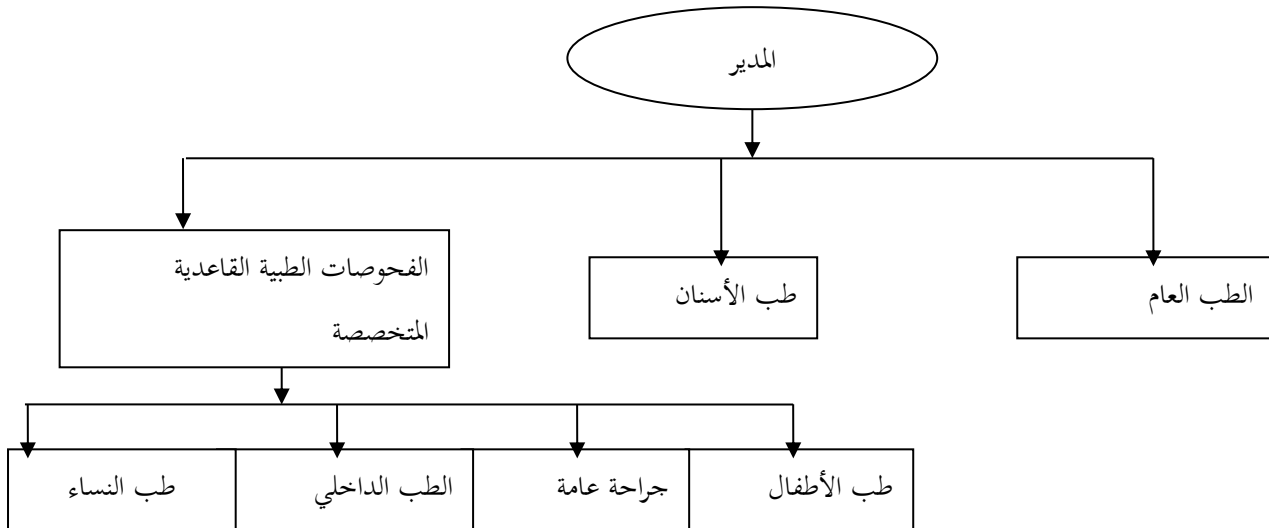 المدير
الطب العام
طب الأسنان
الفحوصات الطبية القاعدية
المتخصصة
طب الأطفال
جراحة عامة
الطب الداخلي
طب النساء